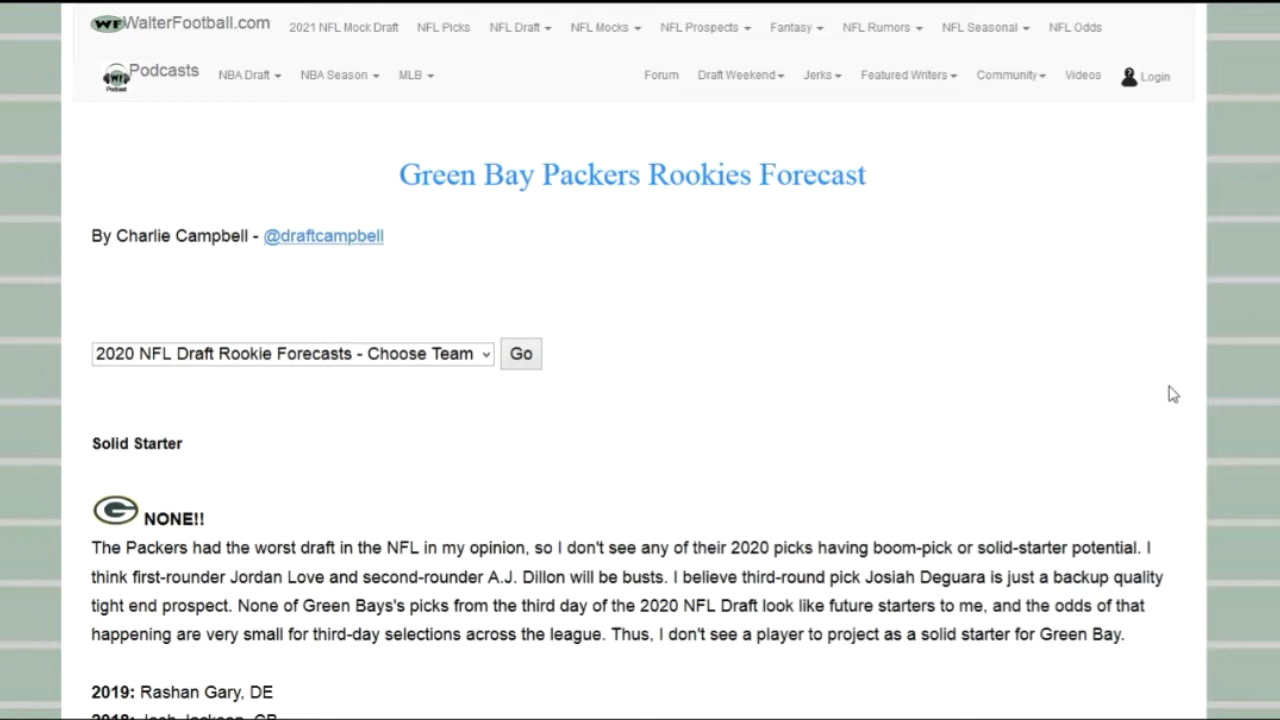 WalterFootball.com 2021 NFL Mock Draft NFL Picks NFL Draft NFL Mocks NFL Prospects Fantasy NFL Rumors NFL Seasonal NFL Odds
Podcasts NBA Draft NBA Season MLB Forum Draft Weekend Jerks Featured Writers Community Videos Login
Green Bay Packers Rookies Forecast
By Charlie Campbell - @draftcampbell
2020 NFL Draft Rookie Forecasts - Choose Team Go
Solid Starter
NONE!!
The Packers had the worst draft in the NFL in my opinion, so I don't see any of their 2020 picks having boom-pick or solid-starter potential. I
think first-rounder Jordan Love and second-rounder A.J. Dillon will be busts. I believe third-round pick Josiah Deguara is just a backup quality
tight end prospect. None of Green Bays's picks from the third day of the 2020 NFL Draft look like future starters to me, and the odds of that
happening are very small for third-day selections across the league. Thus, I don't see a player to project as a solid starter for Green Bay.
2019: Rashan Gary, DE
2018: Josh Jackson, CB